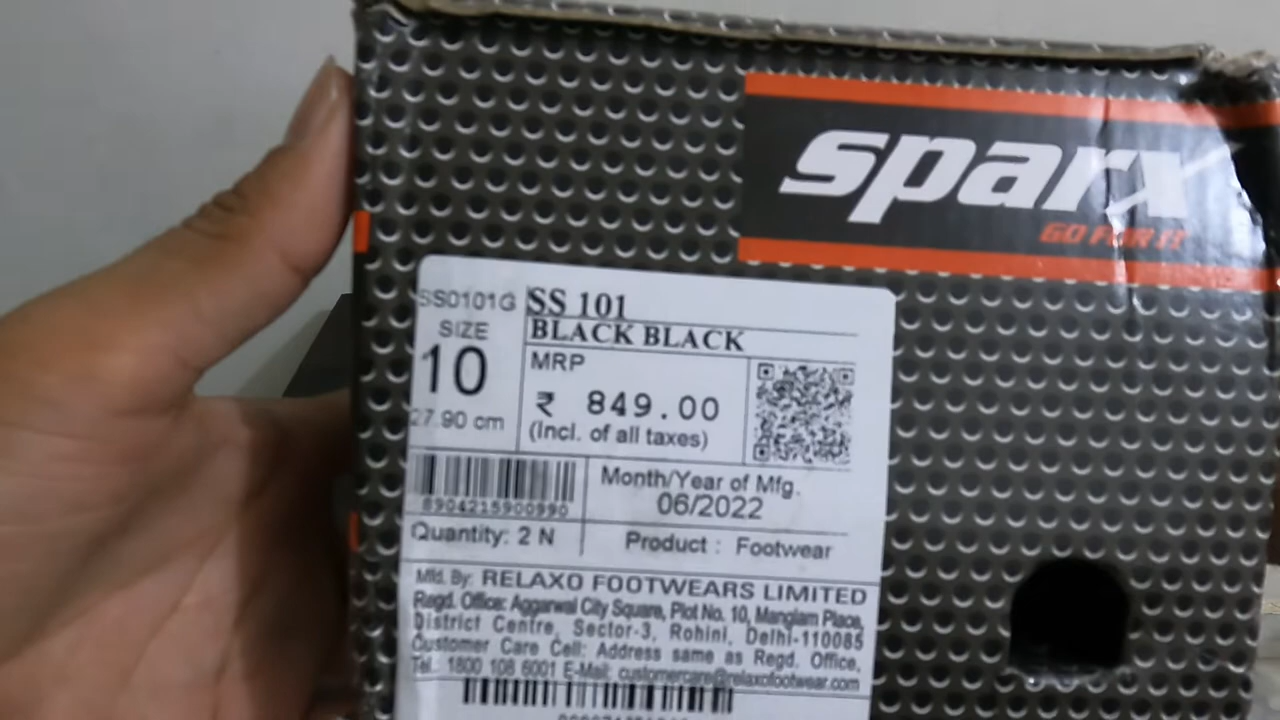 sparx
GO FOR IT
SS0101G
SS 101
BLACK BLACK
SIZE
10
27.90 cm
MRP
₹ 849.00
(Incl. of all taxes)
8904215900990
Month/Year of Mfg.
06/2022
Quantity: 2 N
Product : Footwear
Mfd. By: RELAXO FOOTWEARS LIMITED
Regd. Office: Aggarwal City Square, Plot No. 10, Manglam Place,
District Centre, Sector-3, Rohini, Delhi-110085
Customer Care Cell: Address same as Regd. Office,
Tel.: 1800 108 6001 E-Mail: customercare@relaxofootwear.com